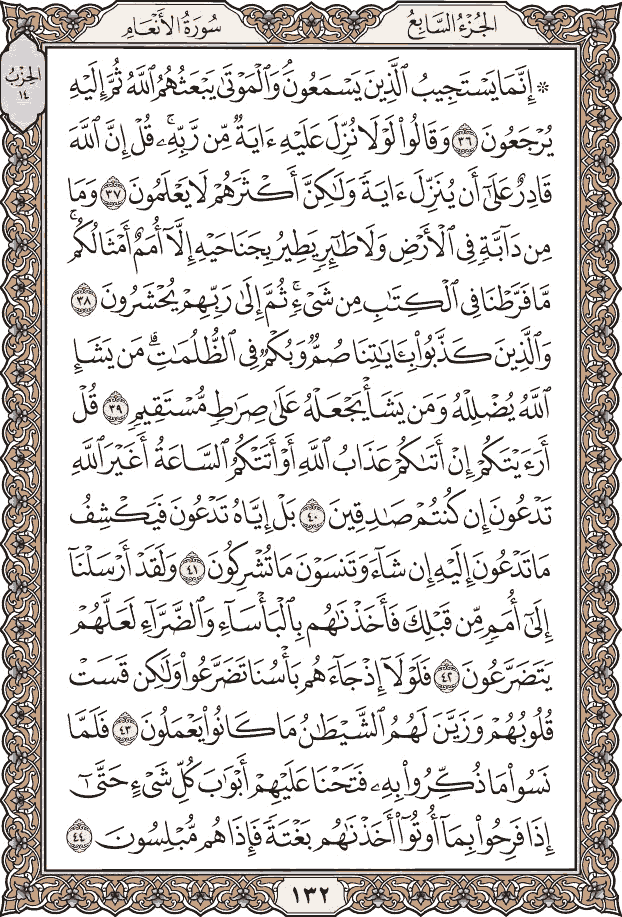 الجُزْءُ السَّابِعُ
سُورَةُ الأَنْعَامِ
الحِزْبُ
١٤
۞ إِنَّمَا يَسْتَجِيبُ ٱلَّذِينَ يَسْمَعُونَۘ وَٱلْمَوْتَىٰ يَبْعَثُهُمُ ٱللَّهُ ثُمَّ إِلَيْهِ
يُرْجَعُونَ ٣٦ وَقَالُوا۟ لَوْلَا نُزِّلَ عَلَيْهِ ءَايَةٌ مِّن رَّبِّهِۦۚ قُلْ إِنَّ ٱللَّهَ
قَادِرٌ عَلَىٰٓ أَن يُنَزِّلَ ءَايَةً وَلَـٰكِنَّ أَكْثَرَهُمْ لَا يَعْلَمُونَ ٣٧ وَمَا
مِن دَآبَّةٍ فِى ٱلْأَرْضِ وَلَا طَـٰٓئِرٍ يَطِيرُ بِجَنَاحَيْهِ إِلَّآ أُمَمٌ أَمْثَالُكُمۚ
مَّا فَرَّطْنَا فِى ٱلْكِتَـٰبِ مِن شَىْءٍۚ ثُمَّ إِلَىٰ رَبِّهِمْ يُحْشَرُونَ ٣٨
وَٱلَّذِينَ كَذَّبُوا۟ بِـَٔايَـٰتِنَا صُمٌّ وَبُكْمٌ فِى ٱلظُّلُمَـٰتِۗ مَن يَشَإِ
ٱللَّهُ يُضْلِلْهُ وَمَن يَشَأْ يَجْعَلْهُ عَلَىٰ صِرَٰطٍ مُّسْتَقِيمٍ ٣٩ قُلْ
أَرَءَيْتَكُمْ إِنْ أَتَىٰكُمْ عَذَابُ ٱللَّهِ أَوْ أَتَتْكُمُ ٱلسَّاعَةُ أَغَيْرَ ٱللَّهِ
تَدْعُونَ إِن كُنتُمْ صَـٰدِقِينَ ٤٠ بَلْ إِيَّاهُ تَدْعُونَ فَيَكْشِفُ
مَا تَدْعُونَ إِلَيْهِ إِن شَآءَ وَتَنسَوْنَ مَا تُشْرِكُونَ ٤١ وَلَقَدْ أَرْسَلْنَآ
إِلَىٰٓ أُمَمٍ مِّن قَبْلِكَ فَأَخَذْنَـٰهُم بِٱلْبَأْسَآءِ وَٱلضَّرَّآءِ لَعَلَّهُمْ
يَتَضَرَّعُونَ ٤٢ فَلَوْلَآ إِذْ جَآءَهُم بَأْسُنَا تَضَرَّعُوا۟ وَلَـٰكِن قَسَتْ
قُلُوبُهُمْ وَزَيَّنَ لَهُمُ ٱلشَّيْطَـٰنُ مَا كَانُوا۟ يَعْمَلُونَ ٤٣ فَلَمَّا
نَسُوا۟ مَا ذُكِّرُوا۟ بِهِۦ فَتَحْنَا عَلَيْهِمْ أَبْوَٰبَ كُلِّ شَىْءٍ حَتَّىٰٓ
إِذَا فَرِحُوا۟ بِمَآ أُوتُوٓا۟ أَخَذْنَـٰهُم بَغْتَةً فَإِذَا هُم مُّبْلِسُونَ ٤٤
١٣٢